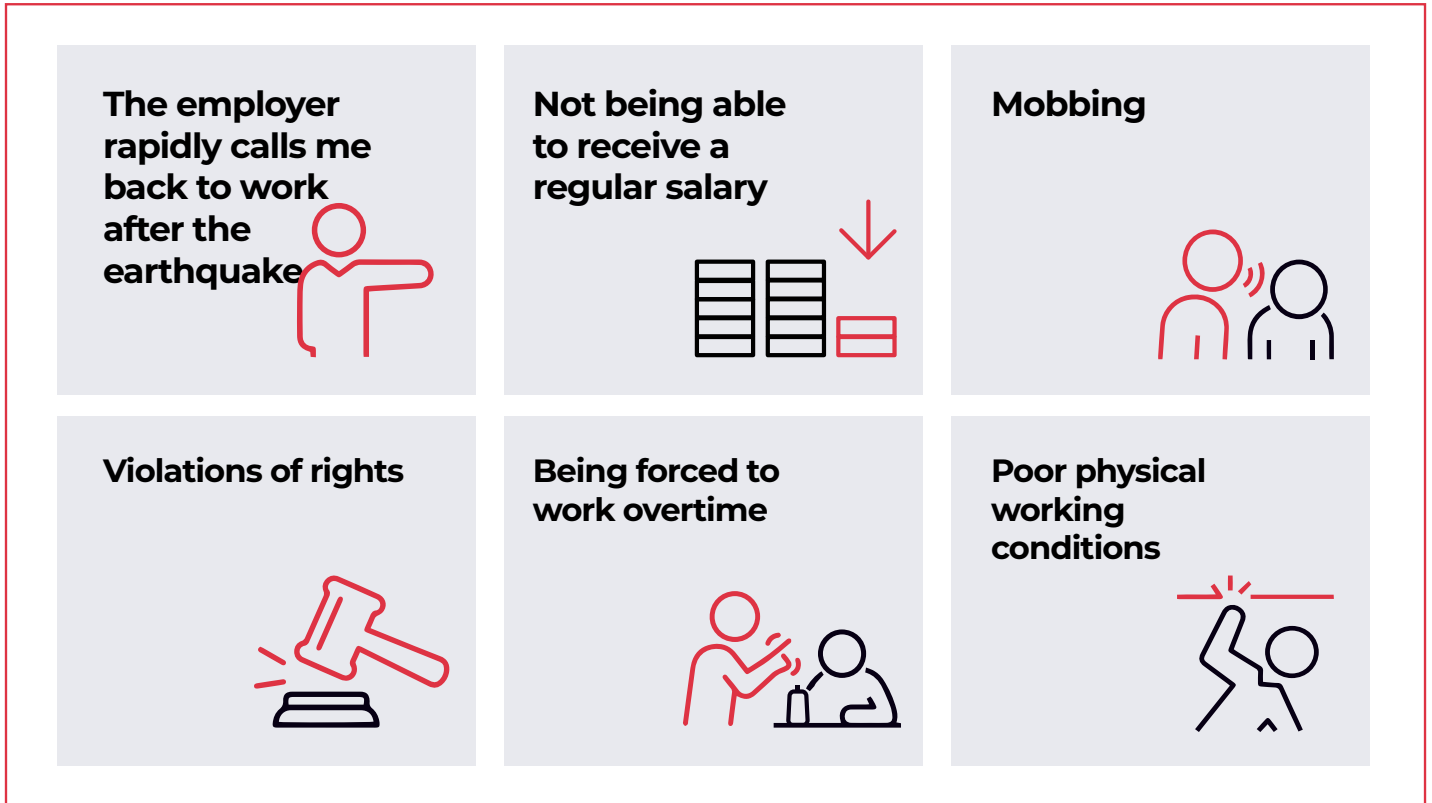 The employer
rapidly calls me
back to work
after the
earthquake
Not being able
to receive a
regular salary
Mobbing
Violations of rights
Being forced to
work overtime
Poor physical
working
conditions